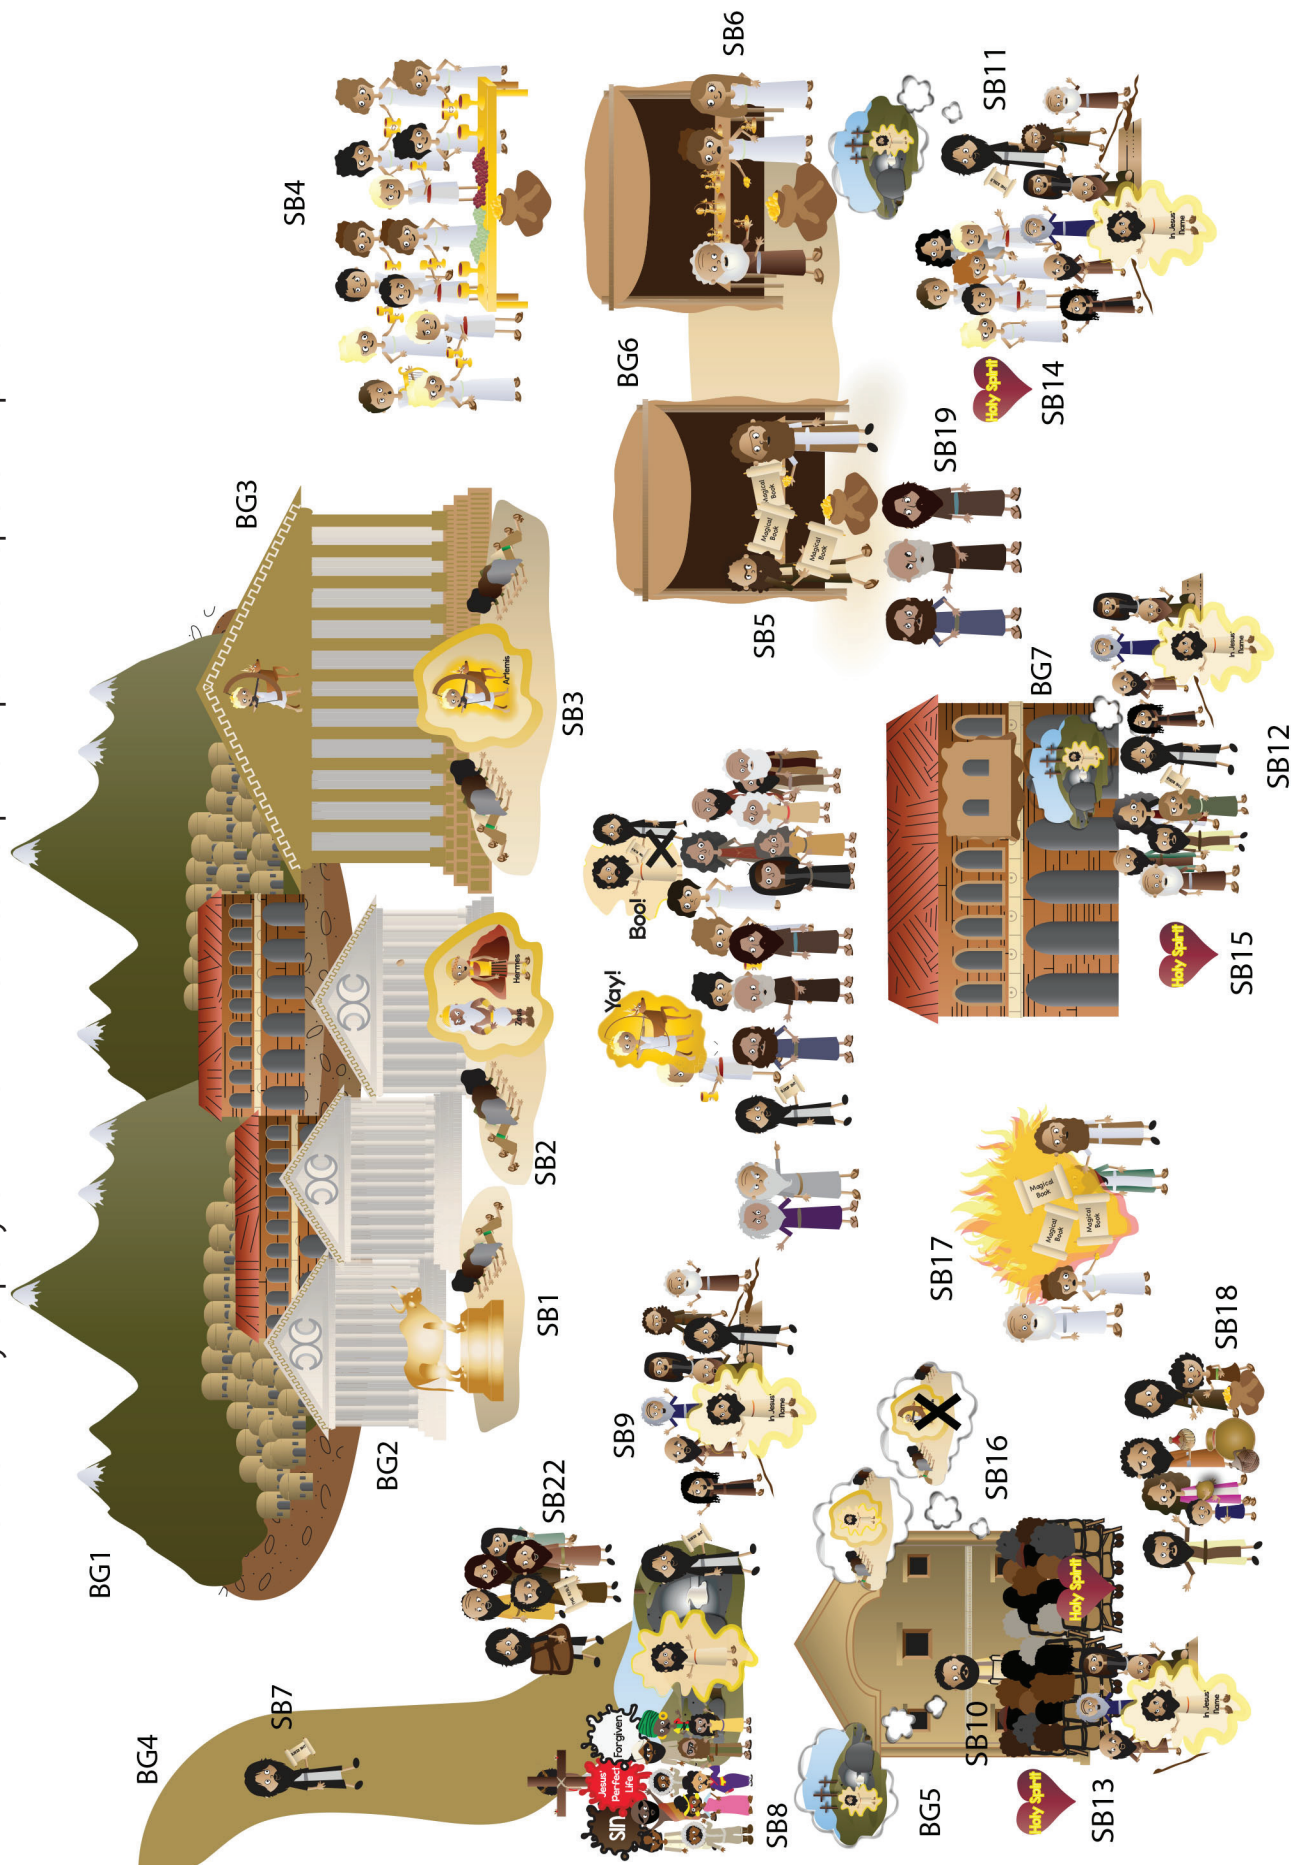 BG1
BG4
BG3
SB7
SB4
BG2
Zeus
Hermes
Artemis
SB1
SB2
SB3
SB22
SIN
Jesus'
Perfect
Life
Forgiven
Yay!
Boo!
SB9
BG6
SB6
In Jesus'
Name
SB8
Magical
Book
Magical
Book
Magical
Book
SB5
BG5
SB10
SB17
SB19
SB16
Magical
Book
Magical
Book
Magical
Book
SB11
Holy Spirit
Holy Spirit
Holy Spirit
SB14
BG7
In Jesus'
Name
SB13
In Jesus'
Name
SB18
Holy Spirit
SB15
In Jesus'
Name
SB12